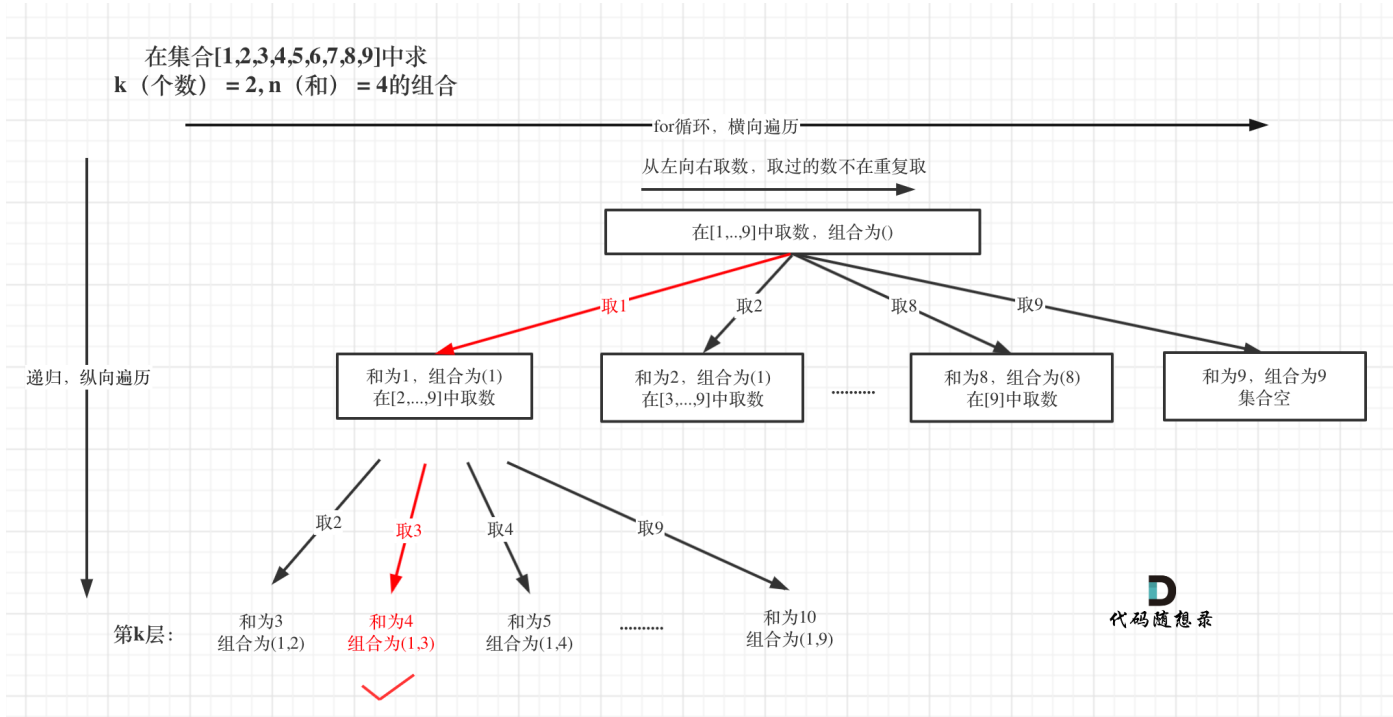 在集合[1,2,3,4,5,6,7,8,9]中求
k（个数）= 2, n（和）= 4的组合
for循环，横向遍历
从左向右取数，取过的数不在重复取
在[1,..,9]中取数，组合为()
取1
取2
取8
取9
递归，纵向遍历
和为1，组合为(1)
在[2,...,9]中取数
和为2，组合为(1)
在[3,...,9]中取数
..........
和为8，组合为(8)
在[9]中取数
和为9，组合为9
集合空
取2
取3
取4
取9
第k层：
和为3
组合为(1,2)
和为4
组合为(1,3)
和为5
组合为(1,4)
..........
和为10
组合为(1,9)
代码随想录